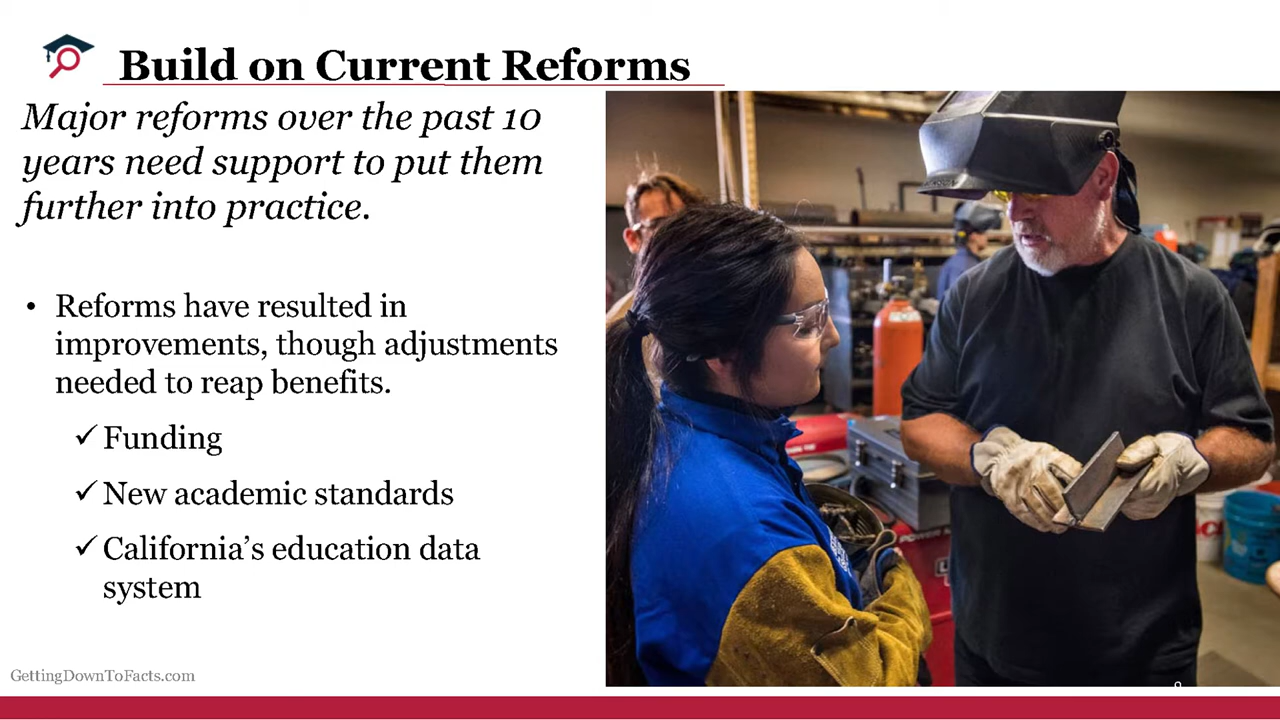 Build on Current Reforms
Major reforms over the past 10
years need support to put them
further into practice.
• Reforms have resulted in
improvements, though adjustments
needed to reap benefits.
✓ Funding
✓ New academic standards
✓ California’s education data
system
GettingDownToFacts.com